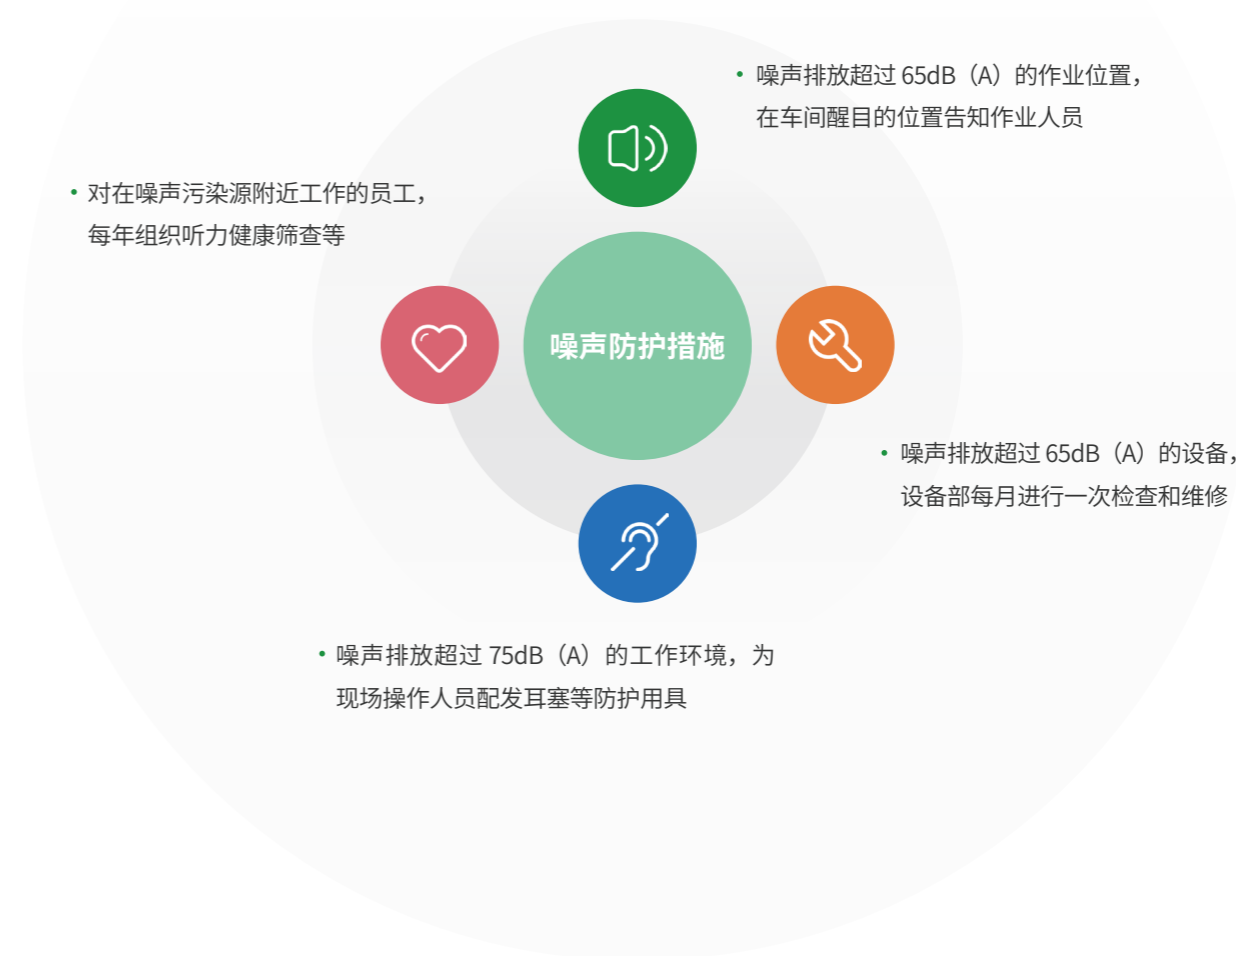 • 噪声排放超过 65dB（A）的作业位置，
在车间醒目的位置告知作业人员
• 对在噪声污染源附近工作的员工，
每年组织听力健康筛查等
噪声防护措施
• 噪声排放超过 65dB（A）的设备，
设备部每月进行一次检查和维修
• 噪声排放超过 75dB（A）的工作环境，为
现场操作人员配发耳塞等防护用具